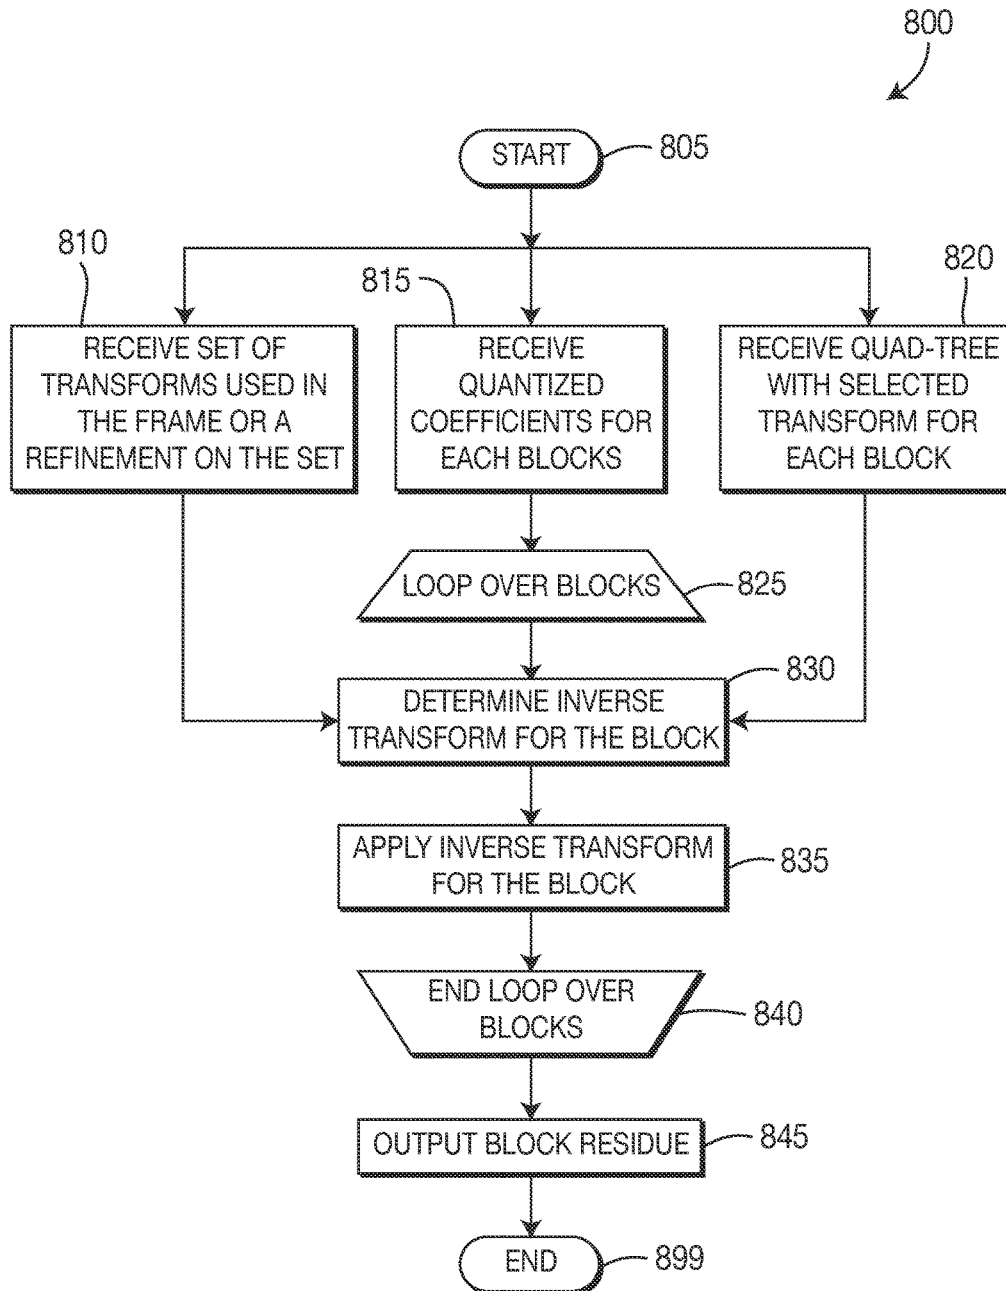 800
START
805
810
815
820
RECEIVE SET OF
TRANSFORMS USED IN
THE FRAME OR A
REFINEMENT ON THE SET
RECEIVE
QUANTIZED
COEFFICIENTS FOR
EACH BLOCKS
RECEIVE QUAD-TREE
WITH SELECTED
TRANSFORM FOR
EACH BLOCK
LOOP OVER BLOCKS
825
830
DETERMINE INVERSE
TRANSFORM FOR THE BLOCK
APPLY INVERSE TRANSFORM
FOR THE BLOCK
835
END LOOP OVER
BLOCKS
840
OUTPUT BLOCK RESIDUE
845
END
899